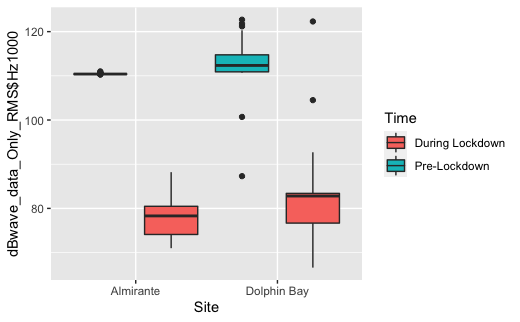 dBwave_data_Only_RMS$Hz1000
120
100
80
Almirante
Dolphin Bay
Site
Time
During Lockdown
Pre-Lockdown